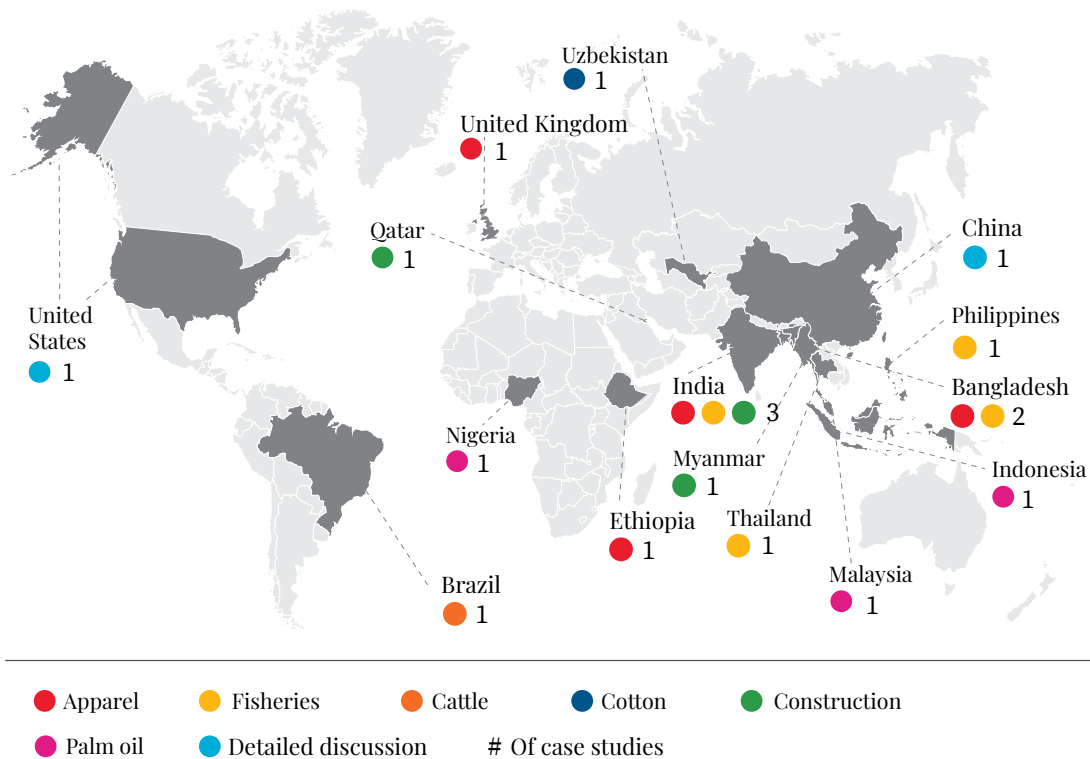 Uzbekistan
1
United Kingdom
1
Qatar
1
China
1
United
States
1
Philippines
1
India
3
Bangladesh
2
Nigeria
1
Myanmar
1
Indonesia
1
Ethiopia
1
Thailand
1
Malaysia
1
Brazil
1
Apparel
Fisheries
Cattle
Cotton
Construction
Palm oil
Detailed discussion
# Of case studies